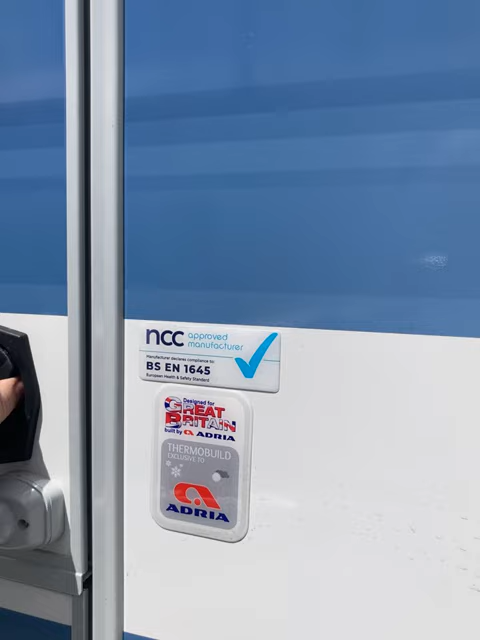 ncc approved
manufacturer
Manufacturer declares compliance to:
BS EN 1645
European Health & Safety Standard
Designed for
GREAT
BRITAIN
built by ADRIA
THERMOBUILD
EXCLUSIVE TO
ADRIA